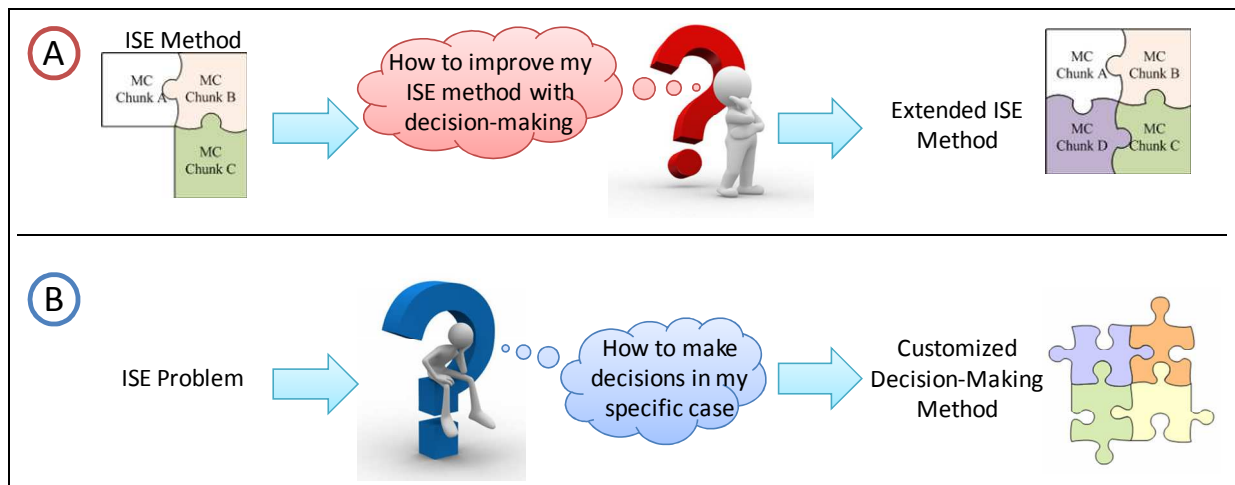 A
ISE Method
MC
Chunk A
MC
Chunk B
MC
Chunk C
How to improve my
ISE method with
decision-making
Extended ISE
Method
MC
Chunk A
MC
Chunk B
MC
Chunk D
MC
Chunk C
B
ISE Problem
How to make
decisions in my
specific case
Customized
Decision-Making
Method